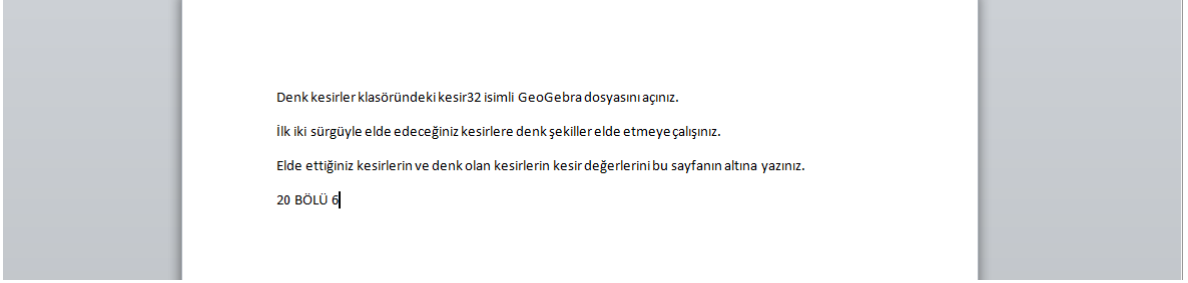 Denk kesirler klasöründeki kesir32 isimli GeoGebra dosyasını açınız.
İlk iki sürgüyle elde edeceğiniz kesirlere denk şekiller elde etmeye çalışınız.
Elde ettiğiniz kesirlerin ve denk olan kesirlerin kesir değerlerini bu sayfanın altına yazınız.
20 BÖLÜ 6